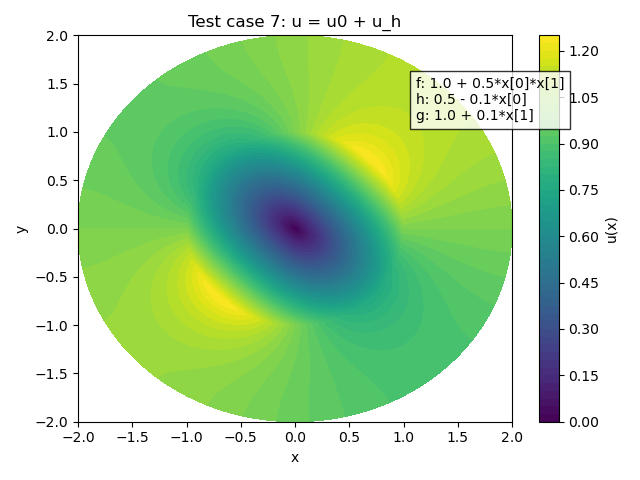 Test case 7: u = u0 + u_h
f: 1.0 + 0.5*x[0]*x[1]
h: 0.5 - 0.1*x[0]
g: 1.0 + 0.1*x[1]
2.0
1.5
1.0
0.5
0.0
−0.5
−1.0
−1.5
−2.0
y
−2.0 −1.5 −1.0 −0.5 0.0 0.5 1.0 1.5 2.0
x
1.20
1.05
0.90
0.75
0.60
0.45
0.30
0.15
0.00
u(x)